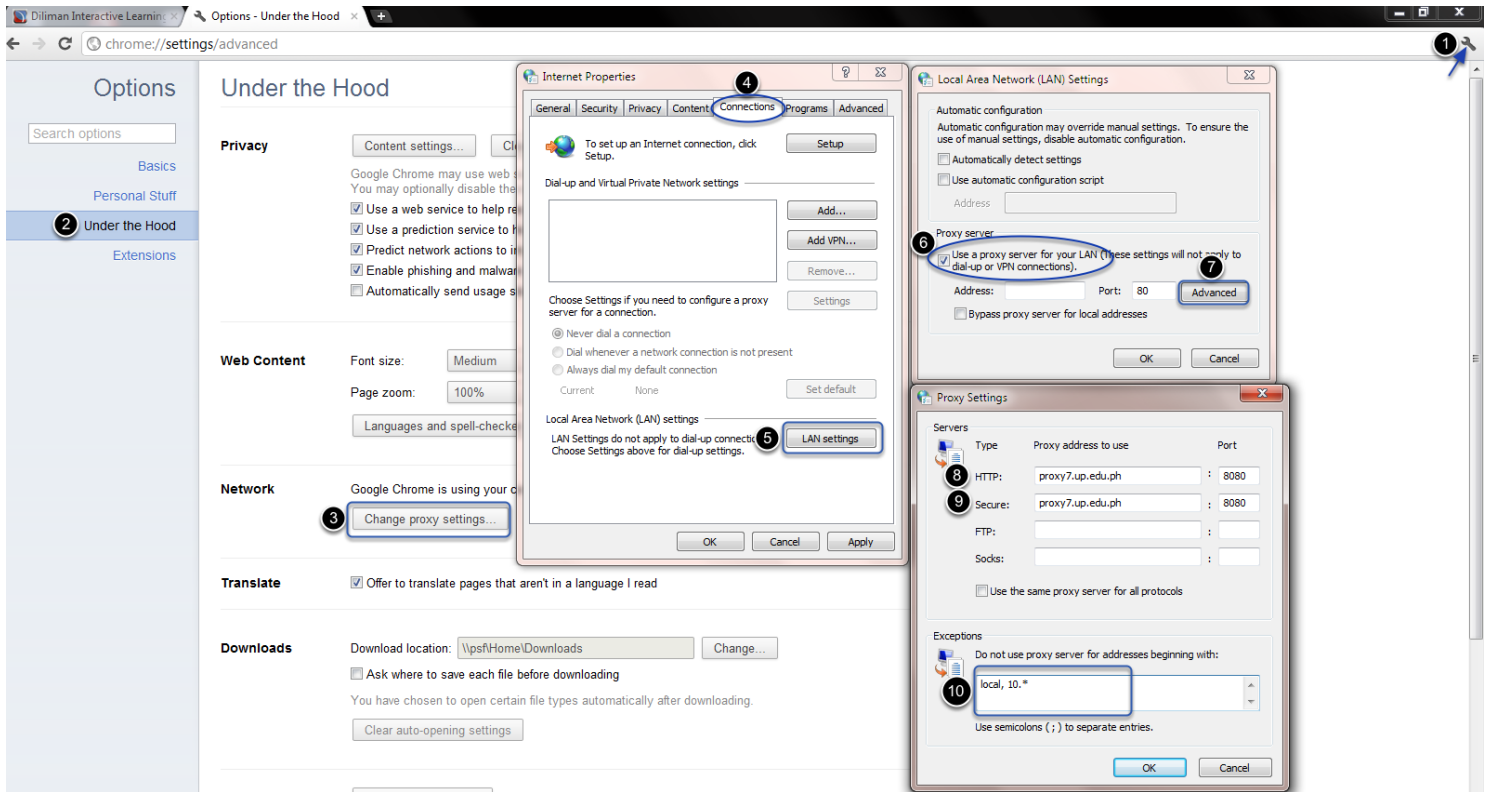 Diliman Interactive Learning
Options - Under the Hood
chrome://settings/advanced
1
Options
Search options
Basics
Personal Stuff
2
Under the Hood
Extensions
Under the Hood
Privacy
Content settings...
Google Chrome may use web
You may optionally disable the
Use a web service to help
Use a prediction service to
Predict network actions to
Enable phishing and
Automatically send usage
Web Content
Font size:
Medium
Page zoom:
100%
Languages and
Network
Google Chrome is using your
3
Change proxy settings...
Translate
Offer to translate pages that aren't in a language I read
Downloads
Download location:
\\psf\Home\Downloads
Change...
Ask where to save each file before downloading
You have chosen to open certain file types automatically after downloading.
Clear auto-opening settings
Internet Properties
4
General
Security
Privacy
Content
Connections
Programs
Advanced
To set up an Internet connection, click
Setup.
Setup
Dial-up and Virtual Private Network settings
Add...
Add VPN...
Remove...
Choose Settings if you need to configure a proxy
server for a connection.
Settings
Never dial a connection
Dial whenever a network connection is not present
Always dial my default connection
Current None
Set default
Local Area Network (LAN) settings
LAN Settings do not apply to dial-up
Choose Settings above for dial-up settings.
5
LAN settings
OK
Cancel
Apply
Local Area Network (LAN) Settings
Automatic configuration
Automatic configuration may override manual settings. To ensure the
use of manual settings, disable automatic configuration.
Automatically detect settings
Use automatic configuration script
Address
Proxy server
6
Use a proxy server for your LAN (These settings will not apply to
dial-up or VPN connections).
7
Address:
Port: 80
Advanced
Bypass proxy server for local addresses
OK
Cancel
Proxy Settings
Servers
Type Proxy address to use Port
8
HTTP: proxy7.up.edu.ph : 8080
9
Secure: proxy7.up.edu.ph : 8080
FTP: :
Socks: :
Use the same proxy server for all protocols
Exceptions
Do not use proxy server for addresses beginning with:
10
local, 10.*
Use semicolons ( ; ) to separate entries.
OK
Cancel